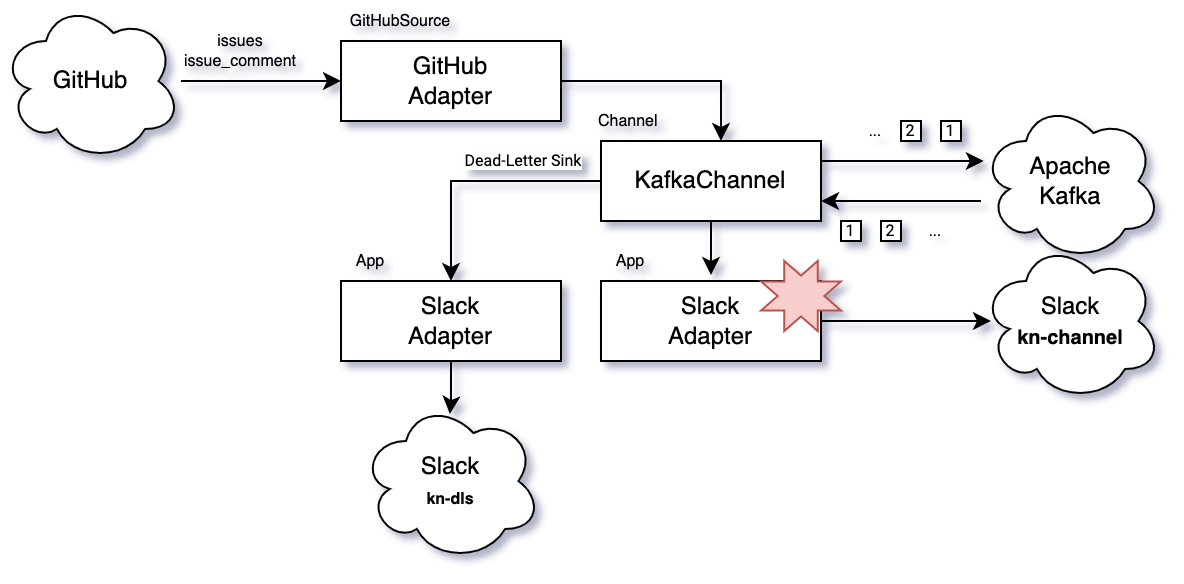 GitHubSource
issues
issue_comment
GitHub
GitHub
Adapter
Channel
... 2 1
Dead-Letter Sink
KafkaChannel
Apache
Kafka
1 2 ...
App
App
Slack
Adapter
Slack
Adapter
Slack
kn-channel
Slack
kn-dls